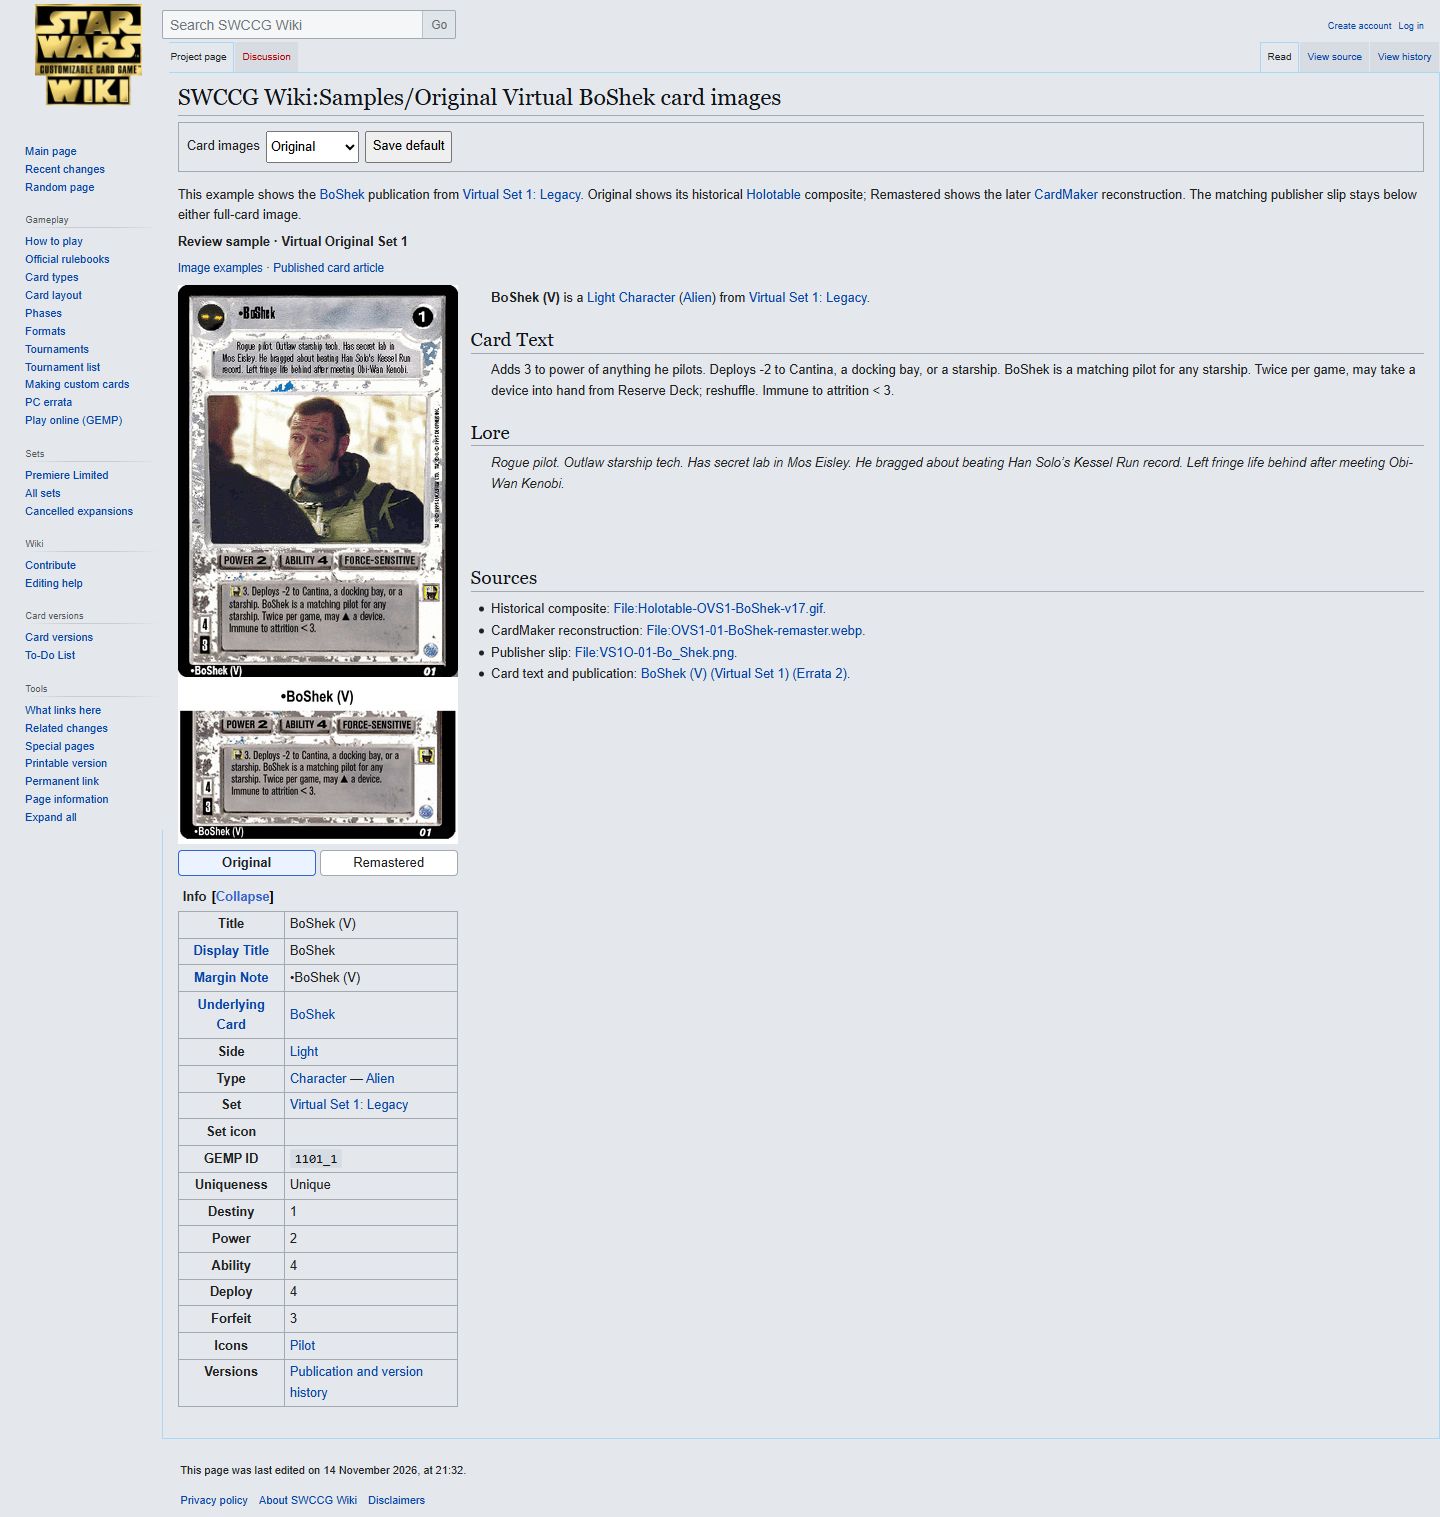 STAR
WARS
CUSTOMIZABLE CARD GAME
WIKI
Search SWCCG Wiki
Go
Create account Log in
Project page Discussion
Read View source View history
SWCCG Wiki:Samples/Original Virtual BoShek card images
Card images Original Save default
This example shows the BoShek publication from Virtual Set 1: Legacy. Original shows its historical Holotable composite; Remastered shows the later CardMaker reconstruction. The matching publisher slip stays below
either full-card image.
Review sample · Virtual Original Set 1
Image examples · Published card article
Main page
Recent changes
Random page
Gameplay
How to play
Official rulebooks
Card types
Card layout
Phases
Formats
Tournaments
Tournament list
Making custom cards
PC errata
Play online (GEMP)
Sets
Premiere Limited
All sets
Cancelled expansions
Wiki
Contribute
Editing help
Card versions
Card versions
To-Do List
Tools
What links here
Related changes
Special pages
Printable version
Permanent link
Page information
Expand all
•BoShek
1
Rogue pilot. Outlaw starship tech. Has secret lab in
Mos Eisley. He bragged about beating Han Solo's Kessel Run
record. Left fringe life behind after meeting Obi-Wan Kenobi.
POWER 2 ABILITY 4 FORCE-SENSITIVE
3. Deploys -2 to Cantina, a docking bay, or a
starship. BoShek is a matching pilot for any
starship. Twice per game, may ▲ a device.
Immune to attrition < 3.
4
3
•BoShek (V) 01
•BoShek (V)
POWER 2 ABILITY 4 FORCE-SENSITIVE
3. Deploys -2 to Cantina, a docking bay, or a
starship. BoShek is a matching pilot for any
starship. Twice per game, may ▲ a device.
Immune to attrition < 3.
4
3
•BoShek (V) 01
Original Remastered
Info [Collapse]
Title BoShek (V)
Display Title BoShek
Margin Note •BoShek (V)
Underlying
Card BoShek
Side Light
Type Character — Alien
Set Virtual Set 1: Legacy
Set icon
GEMP ID 1101_1
Uniqueness Unique
Destiny 1
Power 2
Ability 4
Deploy 4
Forfeit 3
Icons Pilot
Versions Publication and version
history
BoShek (V) is a Light Character (Alien) from Virtual Set 1: Legacy.
Card Text
Adds 3 to power of anything he pilots. Deploys -2 to Cantina, a docking bay, or a starship. BoShek is a matching pilot for any starship. Twice per game, may take a
device into hand from Reserve Deck; reshuffle. Immune to attrition < 3.
Lore
Rogue pilot. Outlaw starship tech. Has secret lab in Mos Eisley. He bragged about beating Han Solo's Kessel Run record. Left fringe life behind after meeting Obi-
Wan Kenobi.
Sources
Historical composite: File:Holotable-OVS1-BoShek-v17.gif.
CardMaker reconstruction: File:OVS1-01-BoShek-remaster.webp.
Publisher slip: File:VS1O-01-Bo_Shek.png.
Card text and publication: BoShek (V) (Virtual Set 1) (Errata 2).
This page was last edited on 14 November 2026, at 21:32.
Privacy policy About SWCCG Wiki Disclaimers